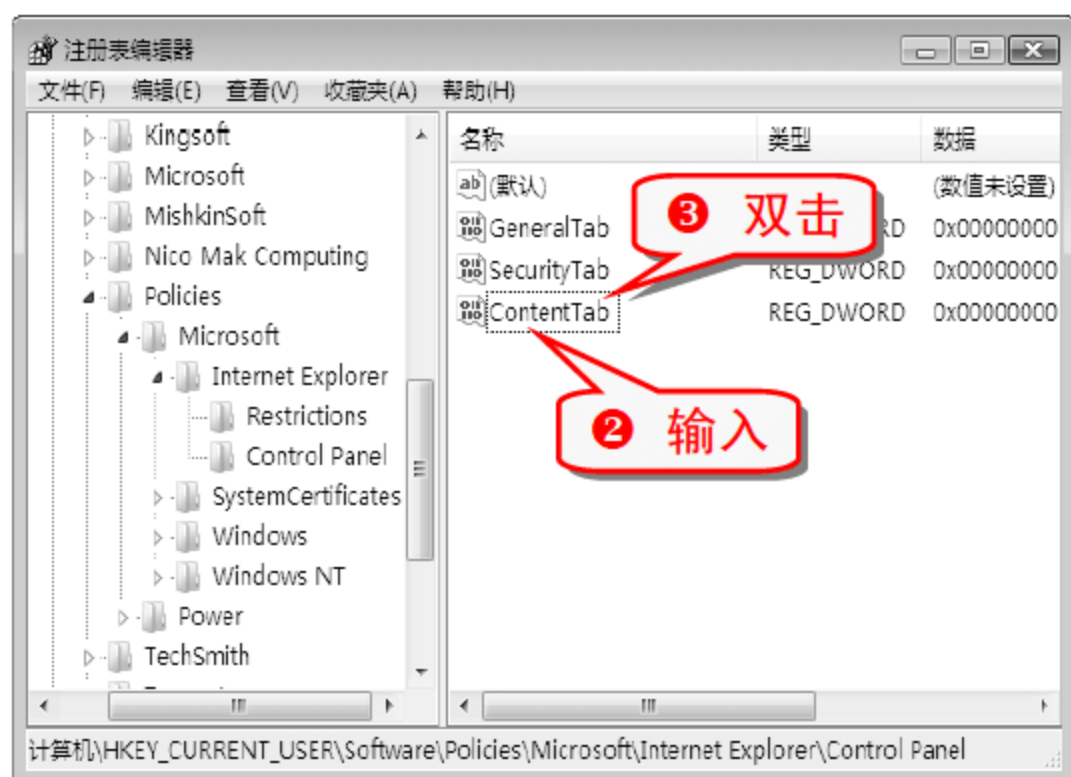 注册表编辑器
文件(F) 编辑(E) 查看(V) 收藏夹(A) 帮助(H)
Kingsoft
Microsoft
MishkinSoft
Nico Mak Computing
Policies
Microsoft
Internet Explorer
Restrictions
Control Panel
SystemCertificates
Windows
Windows NT
Power
TechSmith
名称 类型 数据
(默认) (数值未设置)
GeneralTab RD 0x00000000
SecurityTab REG_DWORD 0x00000000
ContentTab REG_DWORD 0x00000000
❸ 双击
❷ 输入
计算机\HKEY_CURRENT_USER\Software\Policies\Microsoft\Internet Explorer\Control Panel